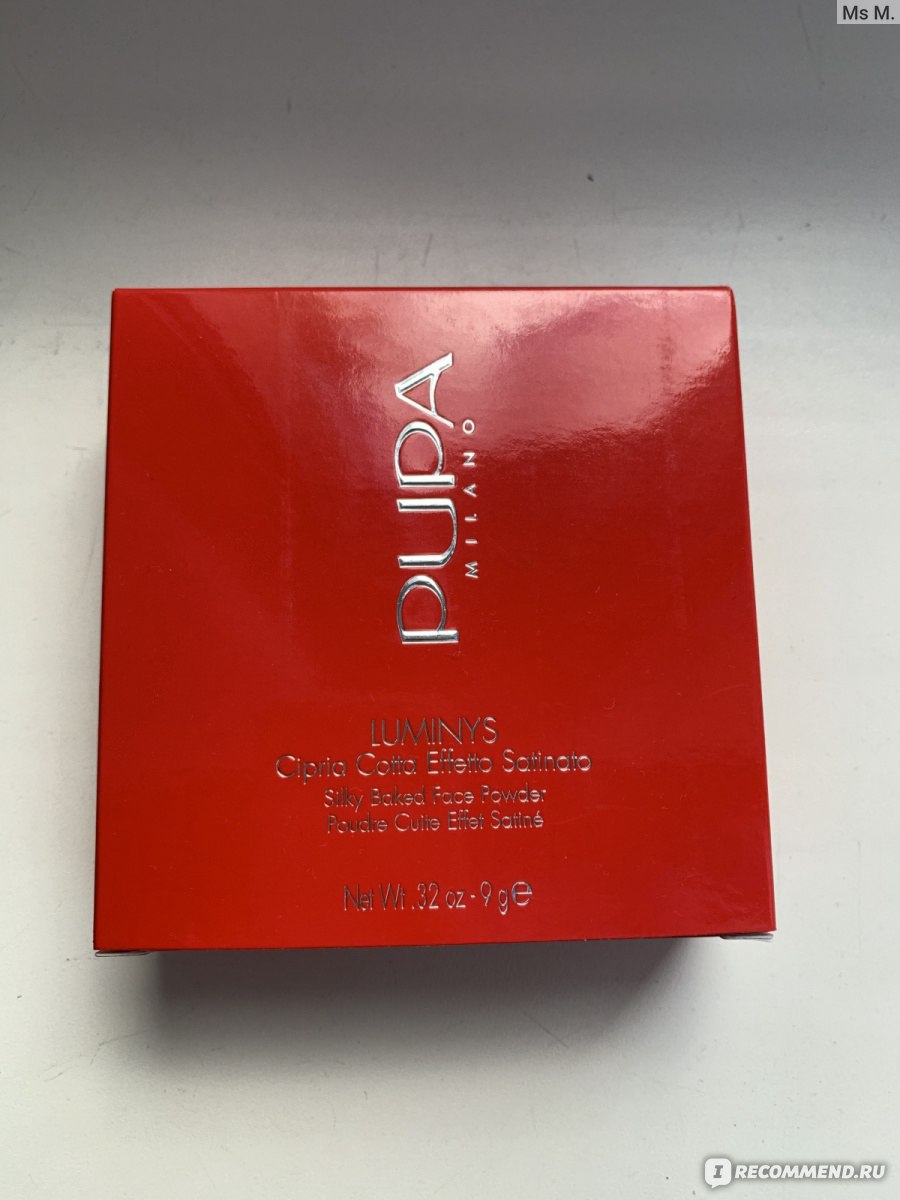 Ms M.
PUPA
MILANO
LUMINYS
Cipria Cotta Effetto Satinato
Silky Baked Face Powder
Poudre Cuite Effet Satiné
Net Wt .32 oz - 9 g e
I RECOMMEND.RU